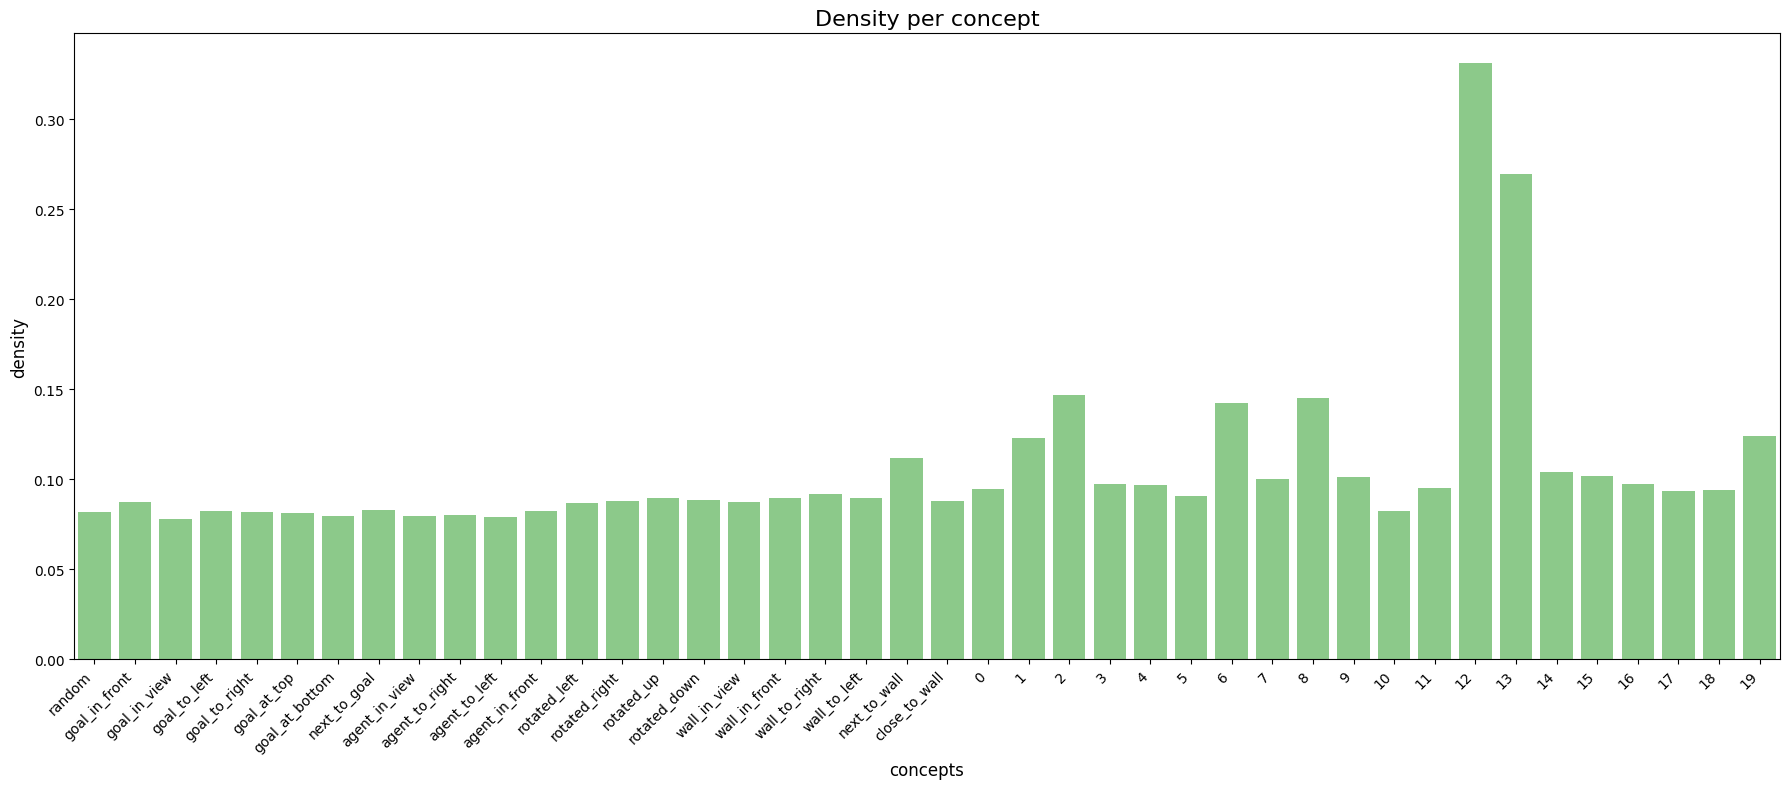 Density per concept
density
0.30
0.25
0.20
0.15
0.10
0.05
0.00
random
goal_in_front
goal_in_view
goal_to_left
goal_to_right
goal_at_top
goal_at_bottom
next_to_goal
agent_in_view
agent_to_right
agent_to_left
agent_in_front
rotated_left
rotated_right
rotated_up
rotated_down
wall_in_view
wall_in_front
wall_to_right
wall_to_left
next_to_wall
close_to_wall
0
1
2
3
4
5
6
7
8
9
10
11
12
13
14
15
16
17
18
19
concepts